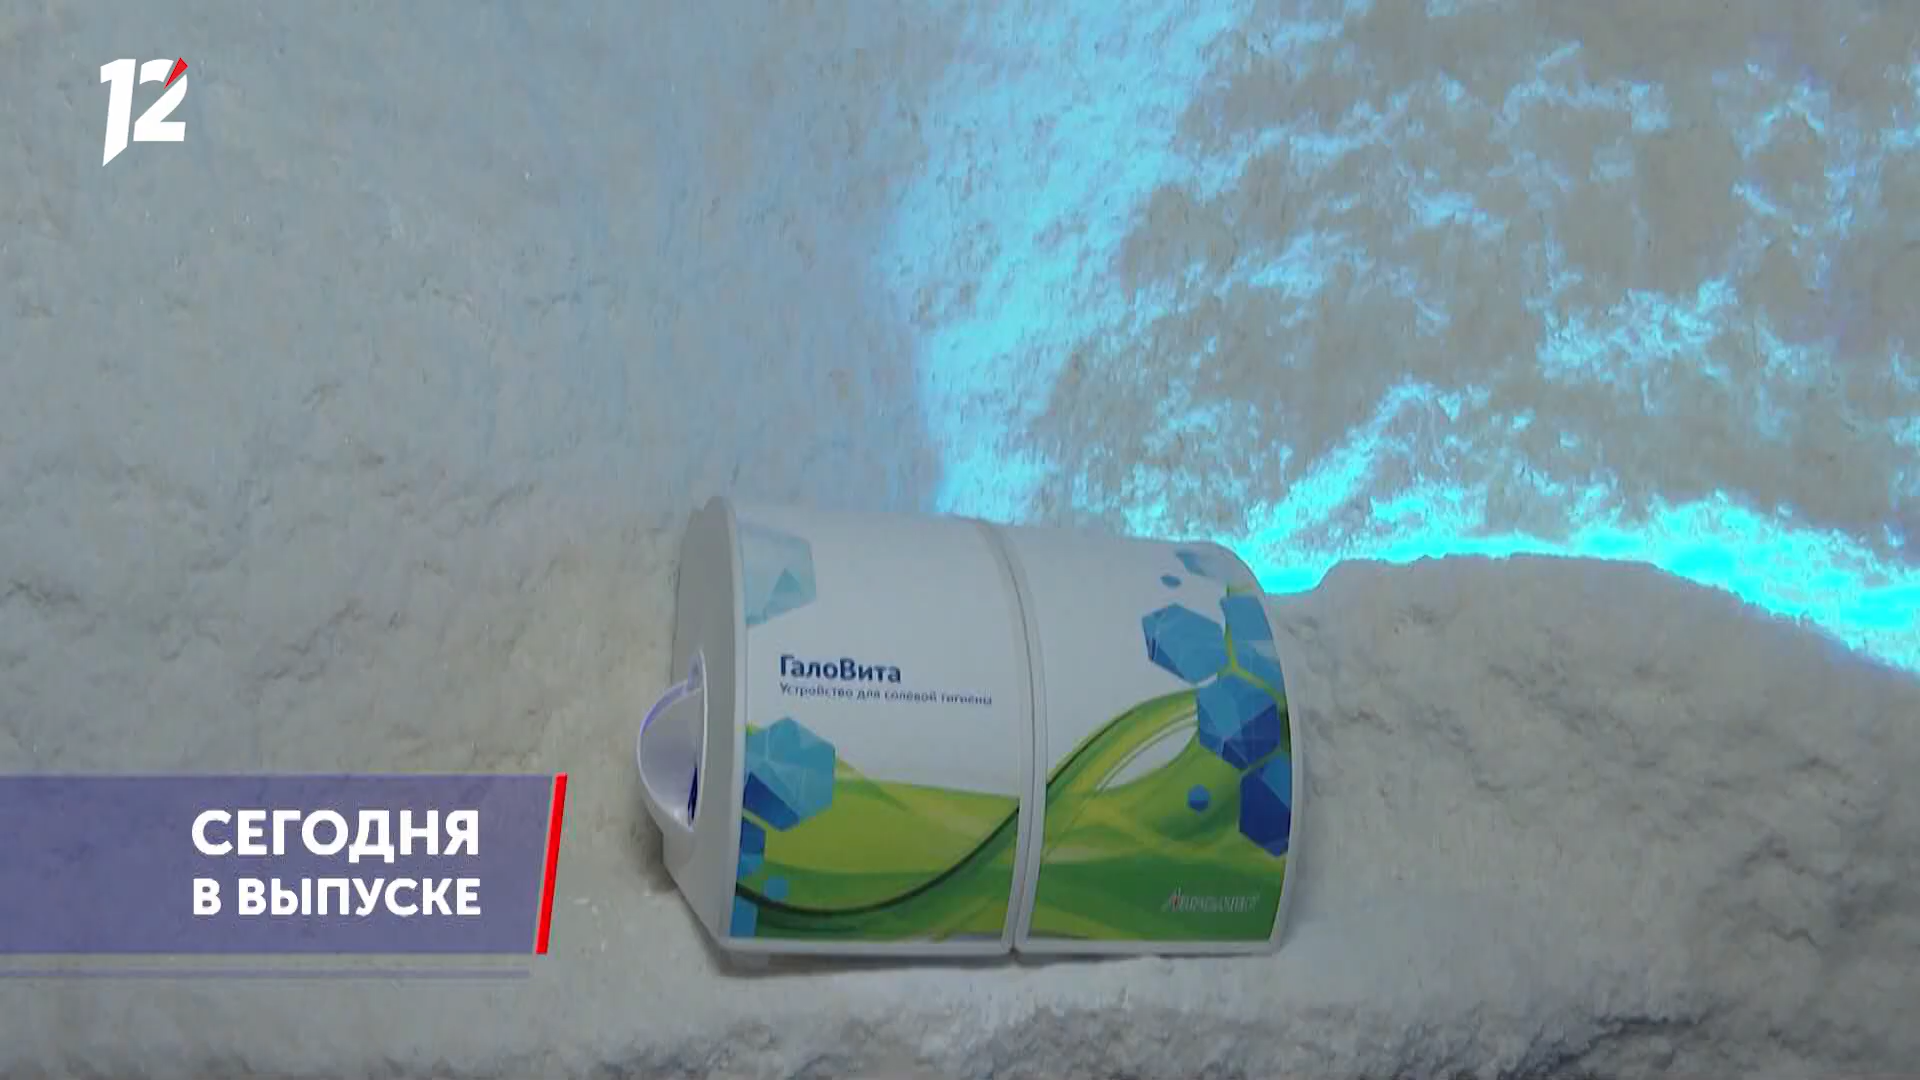 12
ГалоВита
Устройство для солевой гигиены
СЕГОДНЯ
В ВЫПУСКЕ